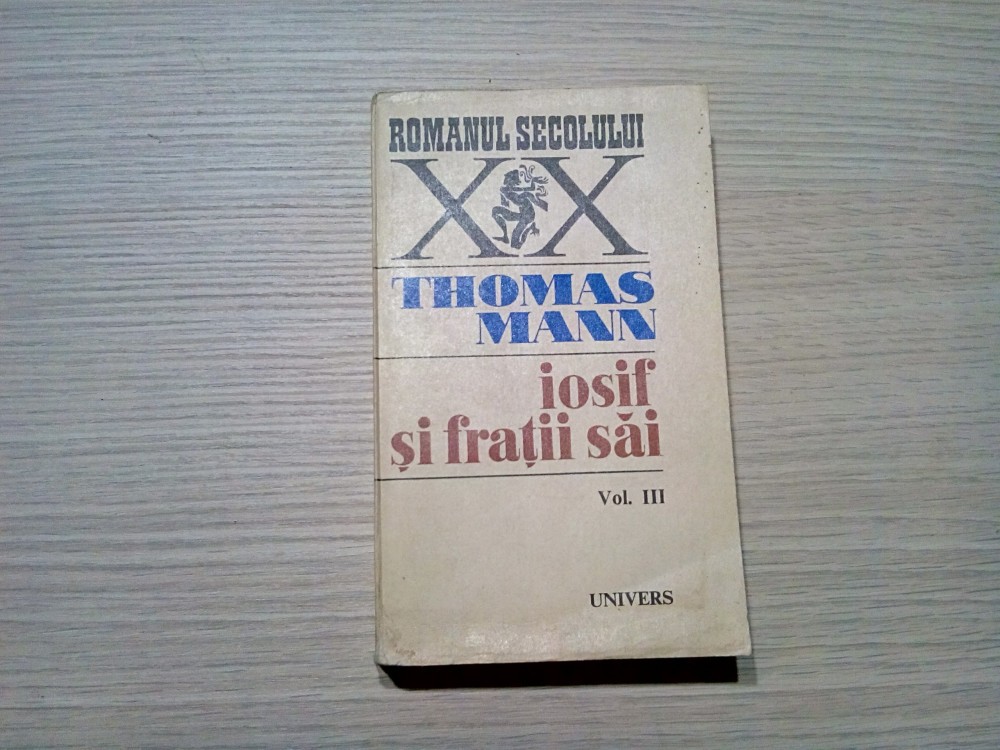 ROMANUL SECOLULUI
XX
THOMAS
MANN
iosif
și frații săi
Vol. III
UNIVERS